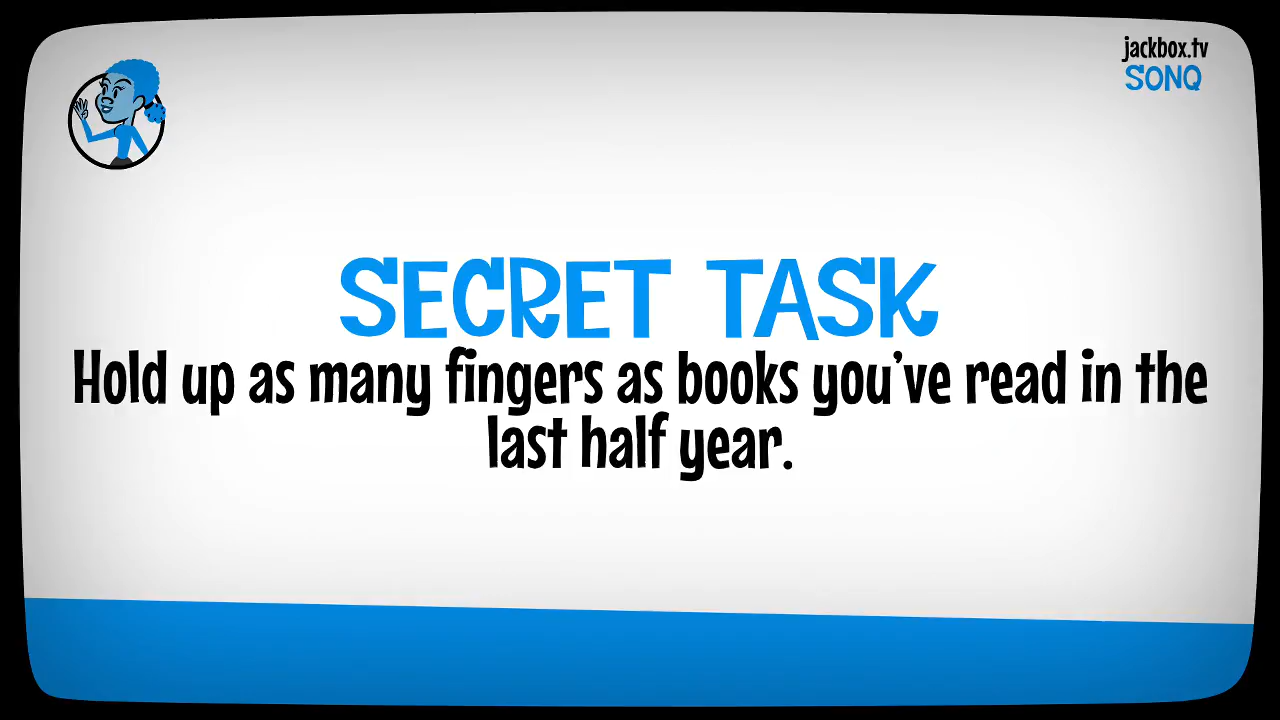 jackbox.tv
SONQ
SECRET TASK
Hold up as many fingers as books you've read in the
last half year.